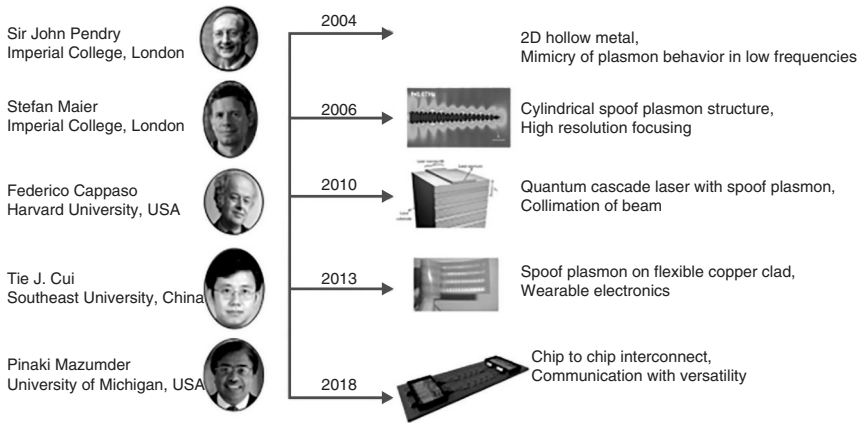 Sir John Pendry
Imperial College, London
2004
2D hollow metal,
Mimicry of plasmon behavior in low frequencies
Stefan Maier
Imperial College, London
2006
Cylindrical spoof plasmon structure,
High resolution focusing
Federico Cappaso
Harvard University, USA
2010
Quantum cascade laser with spoof plasmon,
Collimation of beam
Tie J. Cui
Southeast University, China
2013
Spoof plasmon on flexible copper clad,
Wearable electronics
Pinaki Mazumder
University of Michigan, USA
2018
Chip to chip interconnect,
Communication with versatility